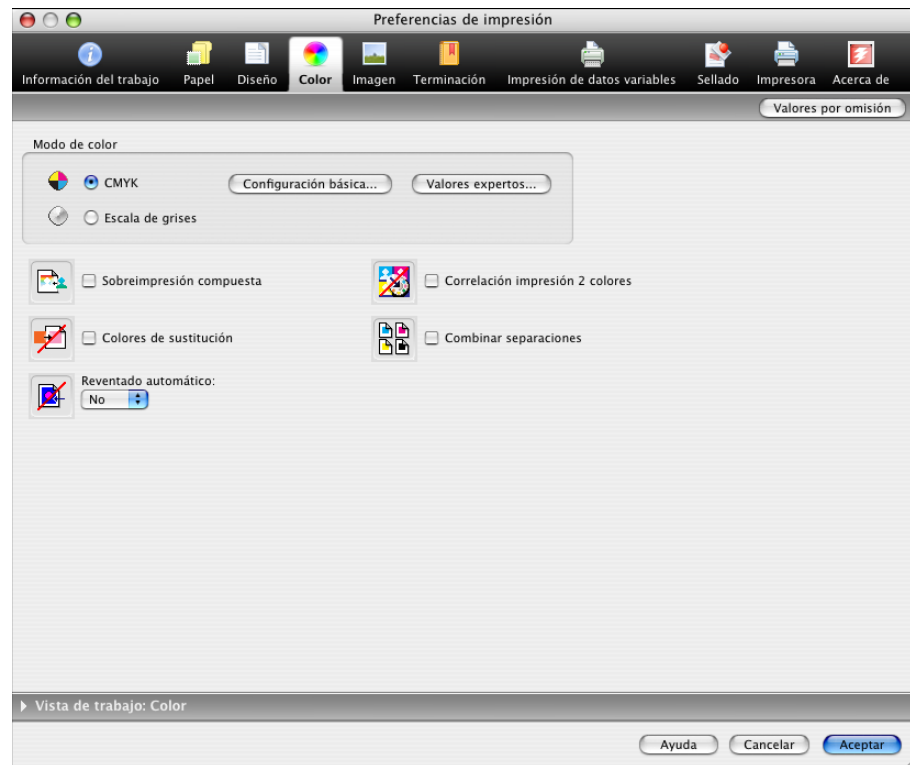 Preferencias de impresión
Información del trabajo Papel Diseño Color Imagen Terminación Impresión de datos variables Sellado Impresora Acerca de
Valores por omisión
Modo de color
CMYK Configuración básica... Valores expertos...
Escala de grises
Sobreimpresión compuesta Correlación impresión 2 colores
Colores de sustitución Combinar separaciones
Reventado automático:
No
Vista de trabajo: Color
Ayuda Cancelar Aceptar